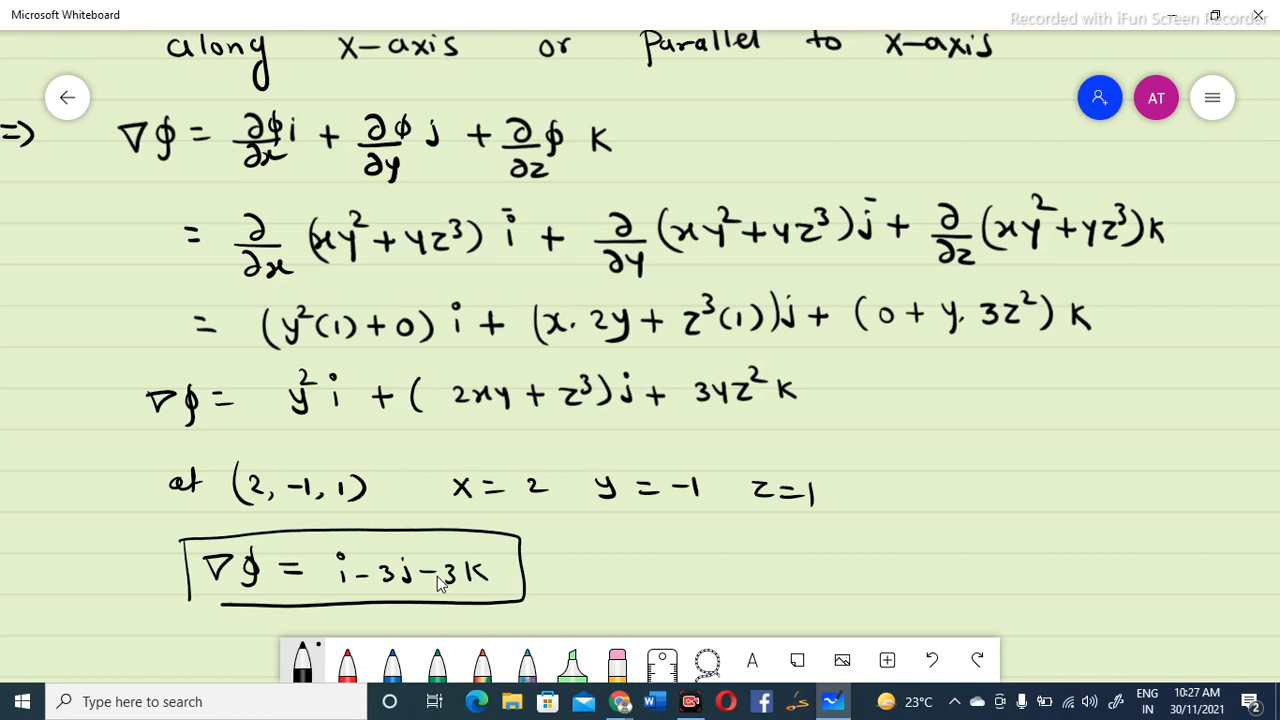 Microsoft Whiteboard
Recorded with iFun Screen Recorder
along x-axis or parallel to x-axis
AT
=> ∇ϕ = ∂ϕ/∂x i + ∂ϕ/∂y j + ∂/∂z ϕ k
= ∂/∂x (xy² + yz³) i + ∂/∂y (xy² + yz³) j + ∂/∂z (xy² + yz³) k
= (y²(1) + 0) i + (x. 2y + z³(1)) j + (0 + y. 3z²) k
∇ϕ = y² i + ( 2xy + z³) j + 3yz² k
at (2, -1, 1) x = 2 y = -1 z = 1
∇ϕ = i - 3j - 3k
A
Type here to search
23°C
ENG
IN
10:27 AM
30/11/2021
2